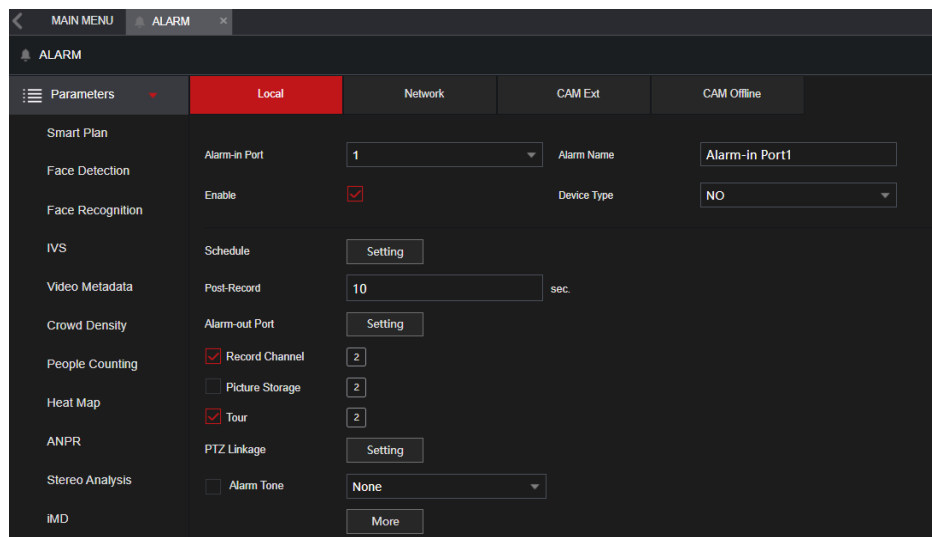 MAIN MENU ALARM ×
ALARM
Parameters Local Network CAM Ext CAM Offline
Smart Plan
Alarm-in Port 1 Alarm Name Alarm-in Port1
Face Detection
Enable Device Type NO
Face Recognition
IVS Schedule Setting
Video Metadata Post-Record 10 sec.
Crowd Density Alarm-out Port Setting
Record Channel 2
People Counting
Picture Storage 2
Heat Map
Tour 2
ANPR PTZ Linkage Setting
Stereo Analysis Alarm Tone None
iMD More